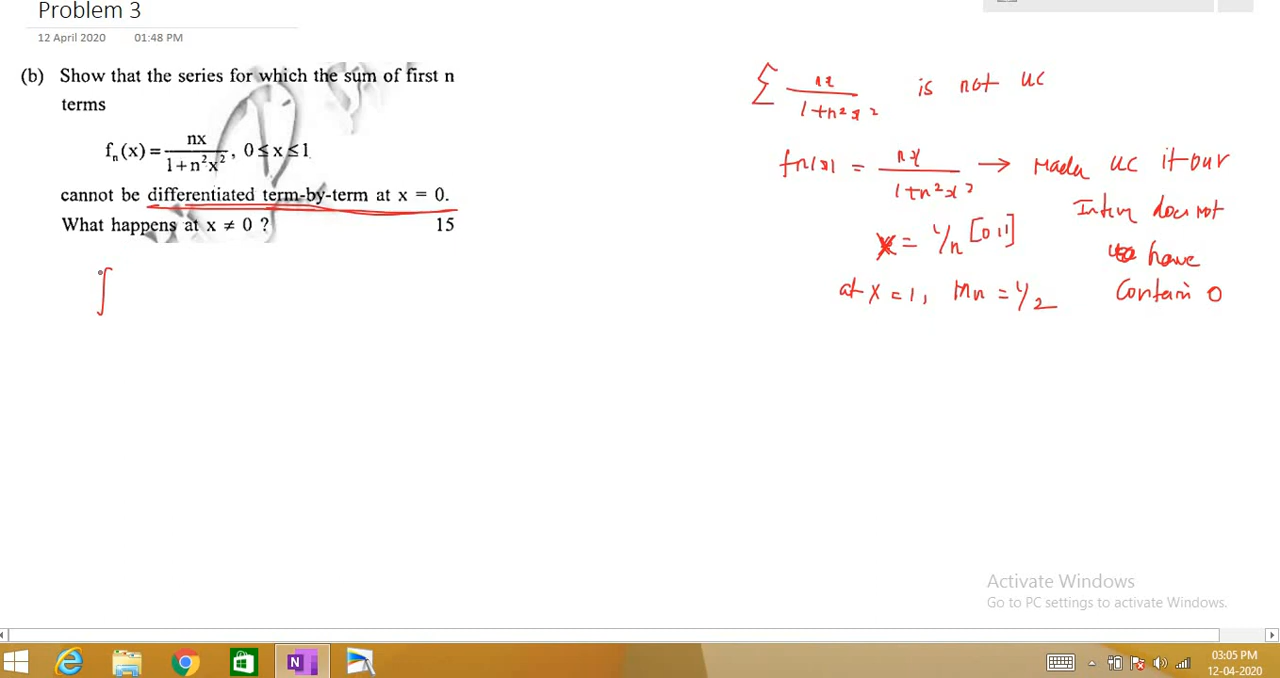 Problem 3
12 April 2020 01:48 PM
(b) Show that the series for which the sum of first n
terms
fₙ(x) = nx / 1+n²x² , 0 ≤ x ≤ 1
cannot be differentiated term-by-term at x = 0.
What happens at x ≠ 0 ? 15
∫
Σ nx / 1+n²x² is not uc
fn(x) = nx / 1+n²x² → Made uc if our
x = 1/n [0 1] does not
have
at x = 1, Mn = 1/2 Contain 0
Activate Windows
Go to PC settings to activate Windows.
03:05 PM
12-04-2020